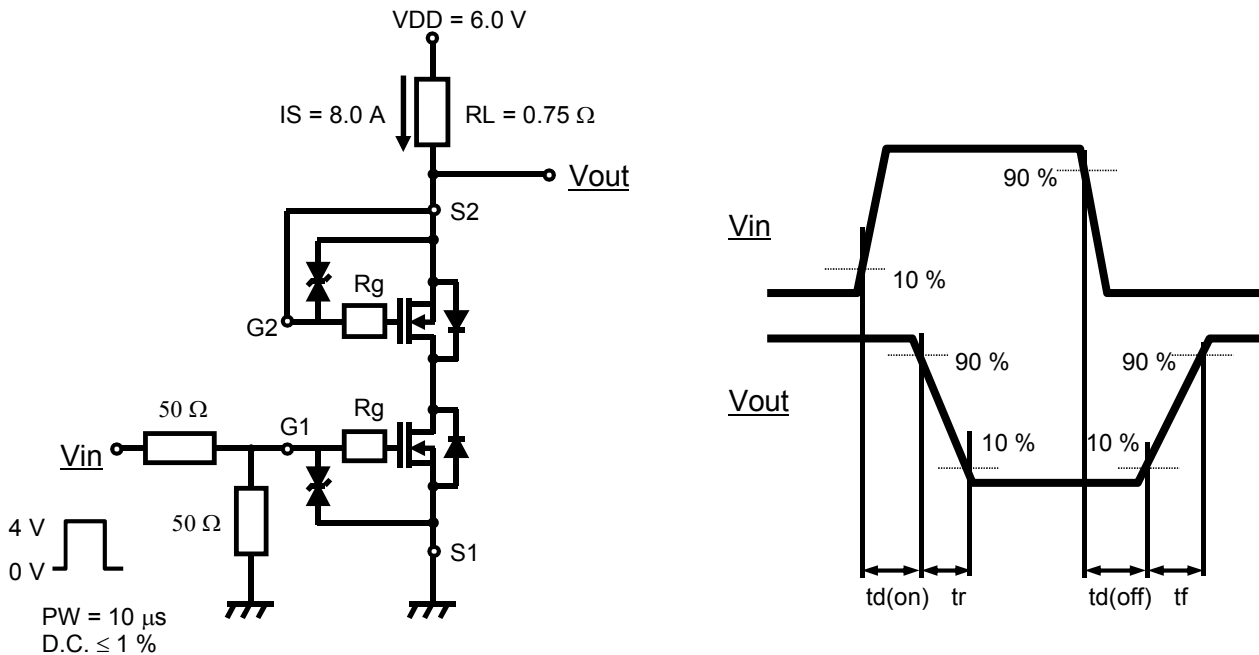 VDD = 6.0 V
IS = 8.0 A
RL = 0.75 Ω
Vout
S2
Rg
G2
50 Ω
G1
Rg
Vin
50 Ω
4 V
0 V
S1
PW = 10 μs
D.C. ≤ 1 %
Vin
90 %
10 %
Vout
90 %
90 %
10 %
10 %
td(on)
tr
td(off)
tf